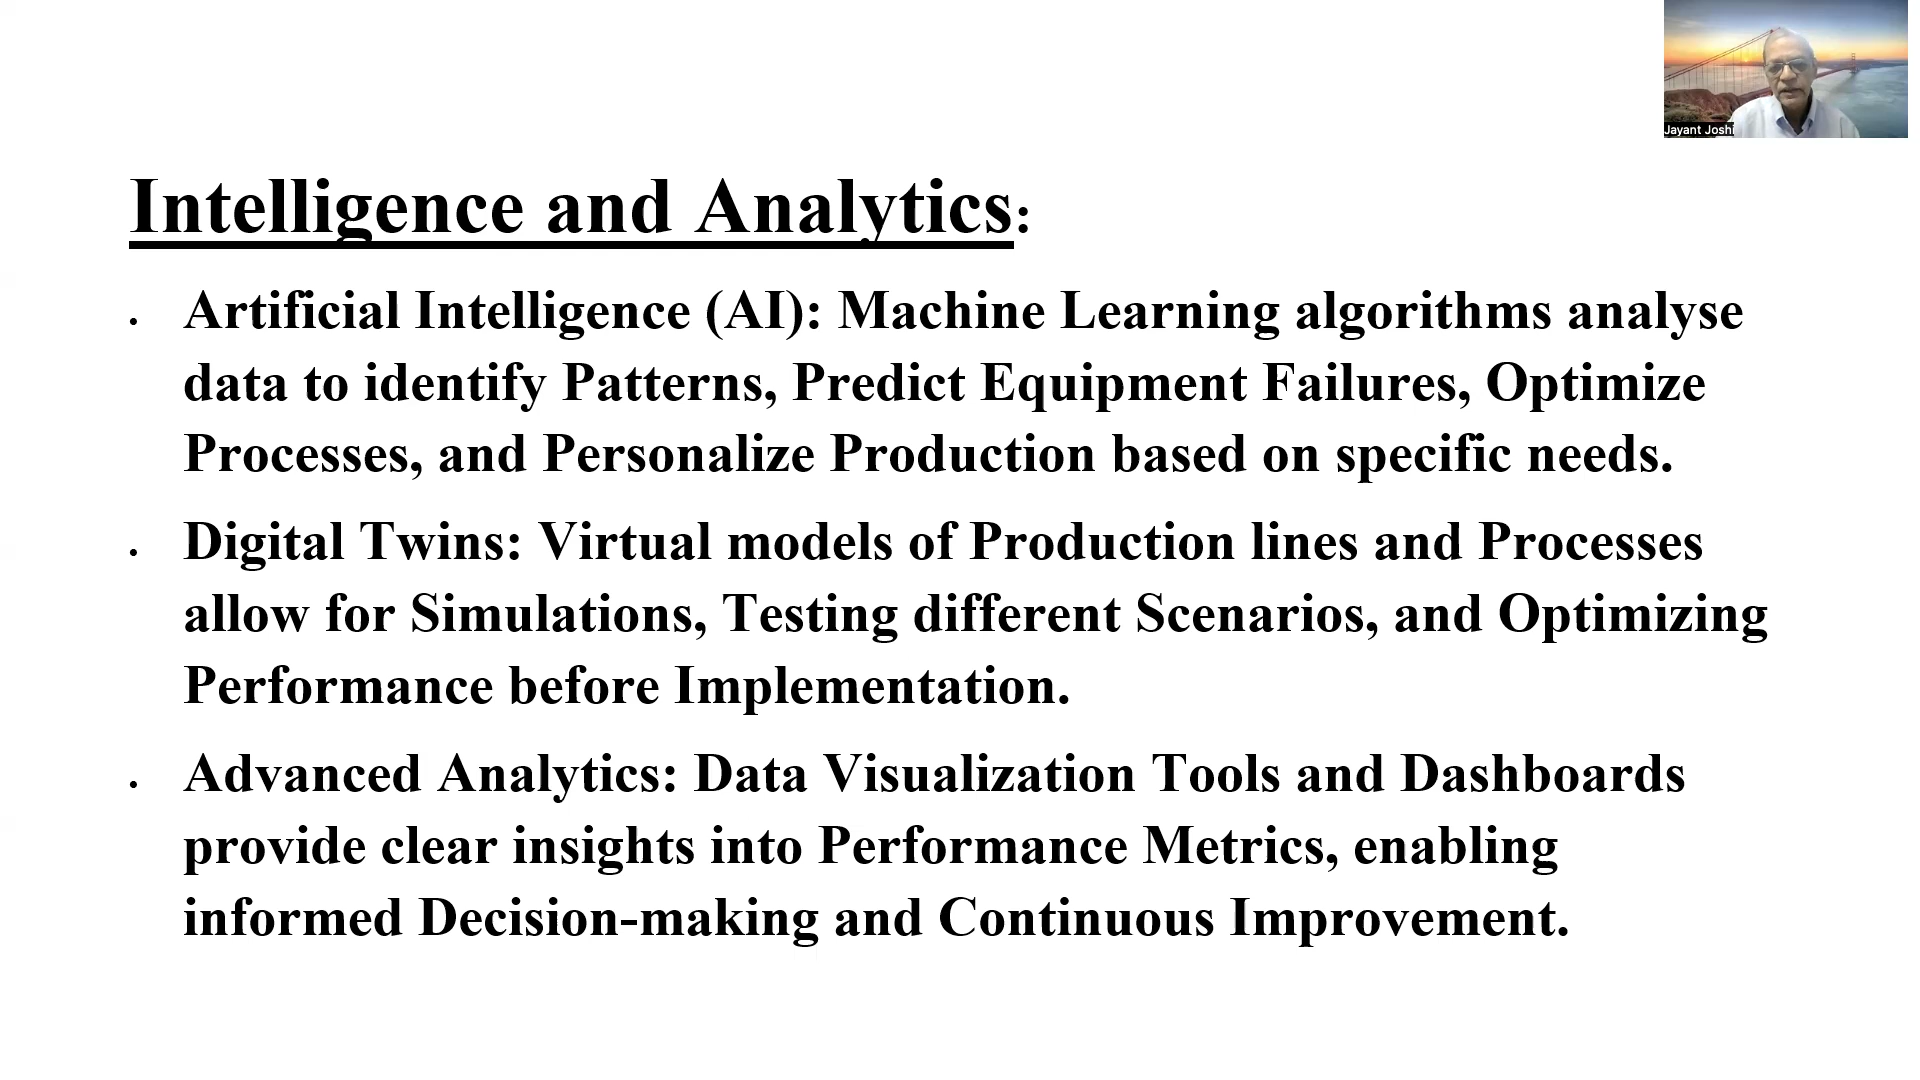 Jayant Joshi
Intelligence and Analytics:
• Artificial Intelligence (AI): Machine Learning algorithms analyse
data to identify Patterns, Predict Equipment Failures, Optimize
Processes, and Personalize Production based on specific needs.
• Digital Twins: Virtual models of Production lines and Processes
allow for Simulations, Testing different Scenarios, and Optimizing
Performance before Implementation.
• Advanced Analytics: Data Visualization Tools and Dashboards
provide clear insights into Performance Metrics, enabling
informed Decision-making and Continuous Improvement.